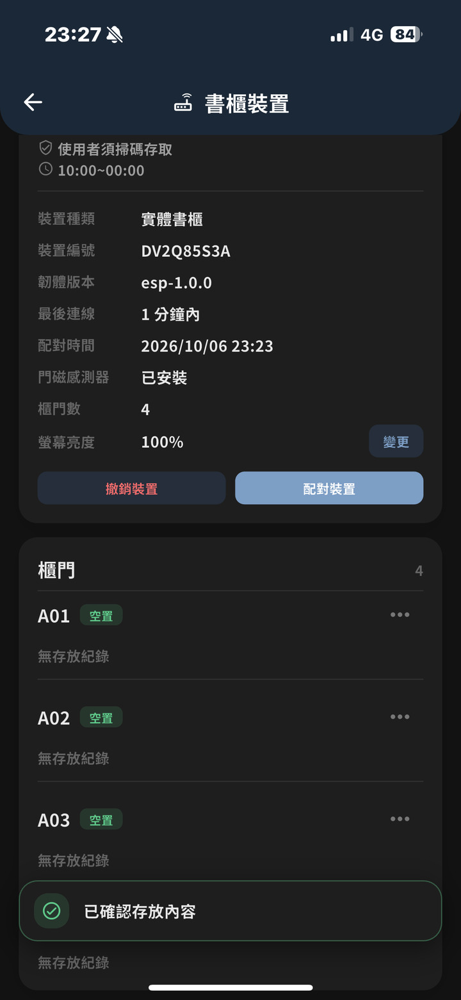 23:27
4G 84
書櫃裝置
使用者須掃碼存取
10:00~00:00
裝置種類 實體書櫃
裝置編號 DV2Q85S3A
韌體版本 esp-1.0.0
最後連線 1 分鐘內
配對時間 2026/10/06 23:23
門磁感測器 已安裝
櫃門數 4
螢幕亮度 100% 變更
撤銷裝置 配對裝置
櫃門 4
A01 空置
無存放紀錄
A02 空置
無存放紀錄
A03 空置
無存放紀錄
已確認存放內容
無存放紀錄